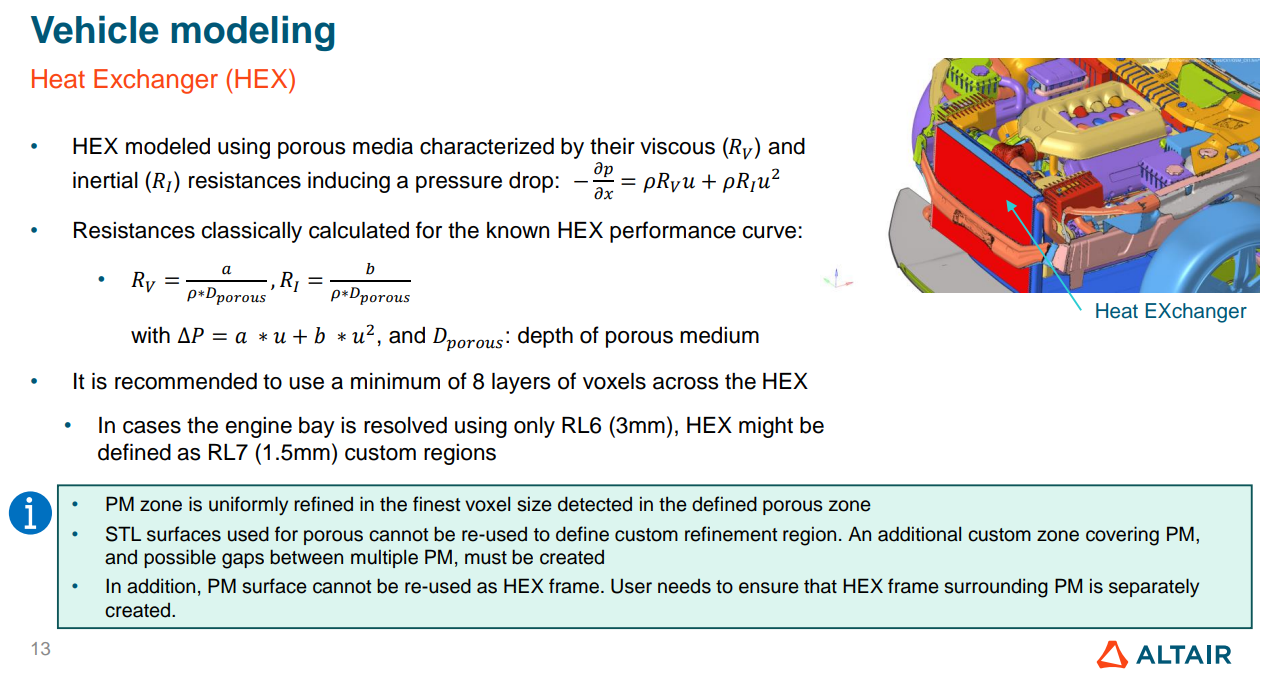 Vehicle modeling
Heat Exchanger (HEX)
• HEX modeled using porous media characterized by their viscous (R_V) and
inertial (R_I) resistances inducing a pressure drop: −∂p/∂x = ρR_V u + ρR_I u²
• Resistances classically calculated for the known HEX performance curve:
• R_V = a/(ρ∗D_porous), R_I = b/(ρ∗D_porous)
with ΔP = a ∗ u + b ∗ u², and D_porous: depth of porous medium
Heat EXchanger
• It is recommended to use a minimum of 8 layers of voxels across the HEX
• In cases the engine bay is resolved using only RL6 (3mm), HEX might be
defined as RL7 (1.5mm) custom regions
i
• PM zone is uniformly refined in the finest voxel size detected in the defined porous zone
• STL surfaces used for porous cannot be re-used to define custom refinement region. An additional custom zone covering PM,
and possible gaps between multiple PM, must be created
• In addition, PM surface cannot be re-used as HEX frame. User needs to ensure that HEX frame surrounding PM is separately
created.
13
ALTAIR